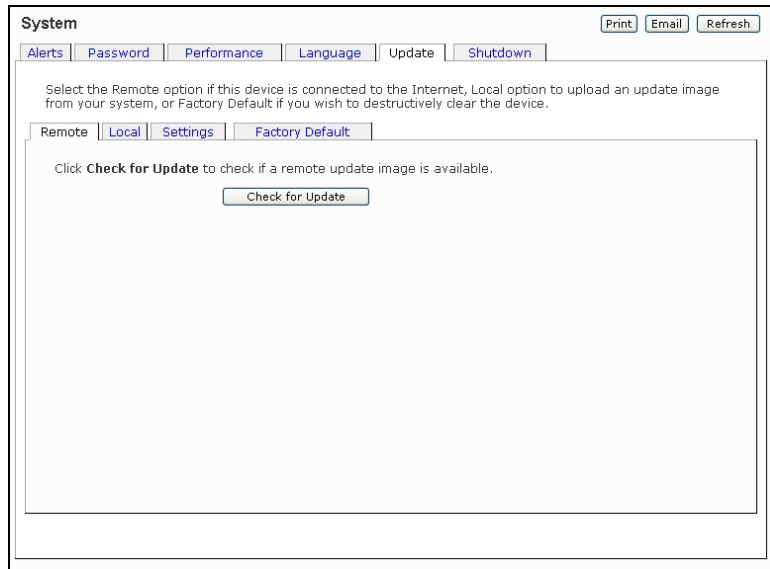 System Print Email Refresh
Alerts Password Performance Language Update Shutdown
Select the Remote option if this device is connected to the Internet, Local option to upload an update image
from your system, or Factory Default if you wish to destructively clear the device.
Remote Local Settings Factory Default
Click Check for Update to check if a remote update image is available.
Check for Update